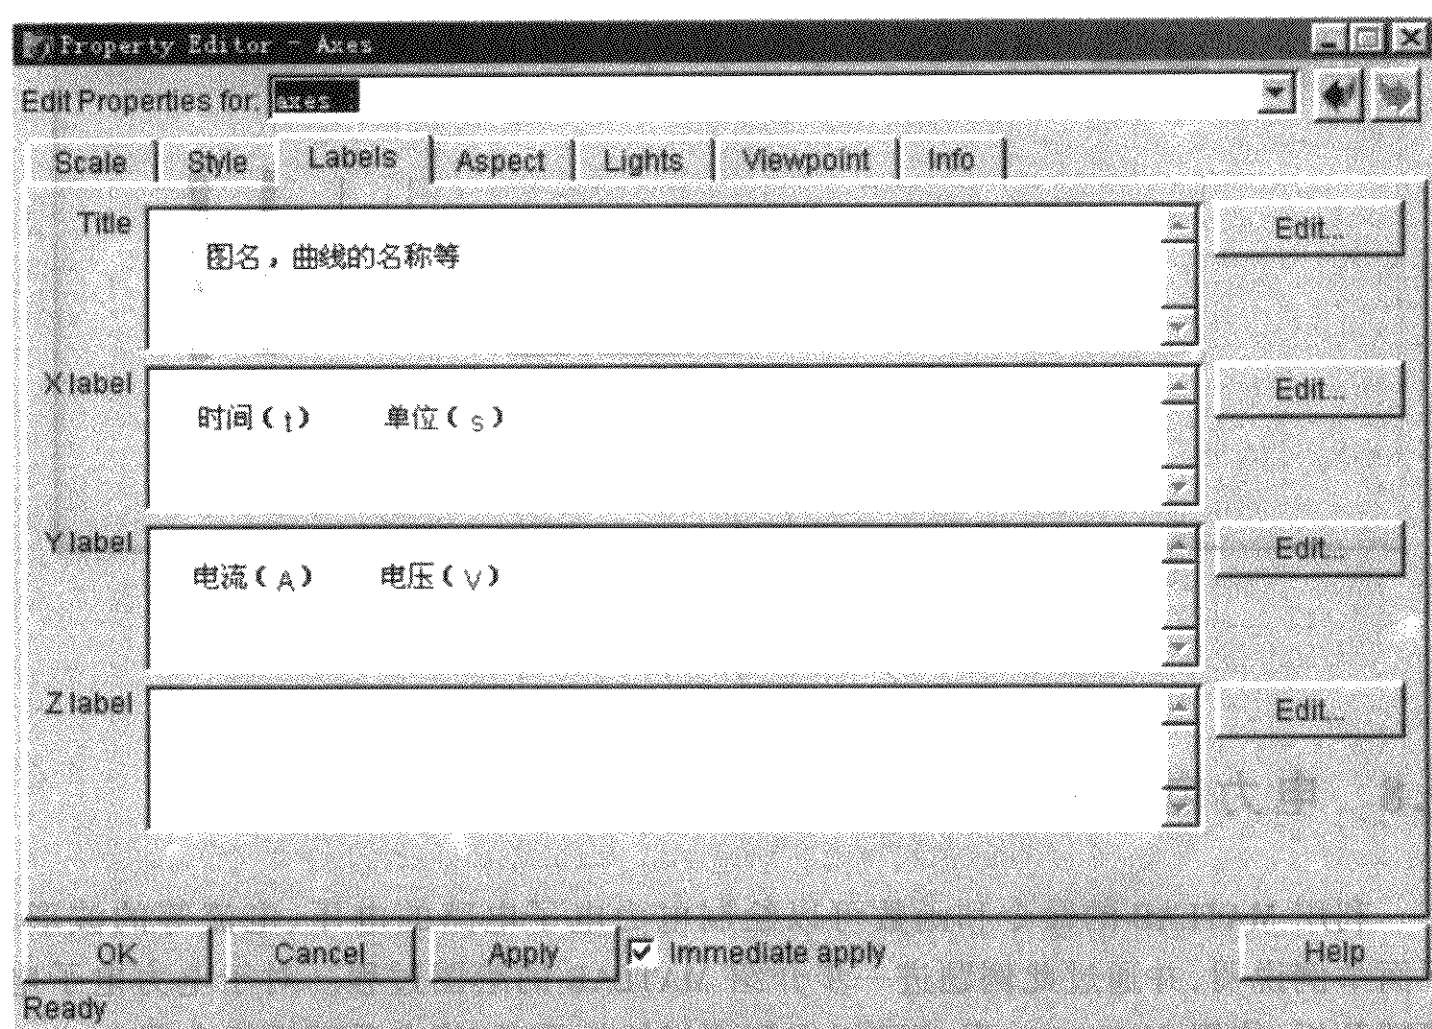 Property Editor - Axes
Edit Properties for: axes
Scale Style Labels Aspect Lights Viewpoint Info
Title 图名，曲线的名称等 Edit...
X label 时间（t） 单位（s） Edit...
Y label 电流（A） 电压（V） Edit...
Z label Edit...
OK Cancel Apply Immediate apply Help
Ready